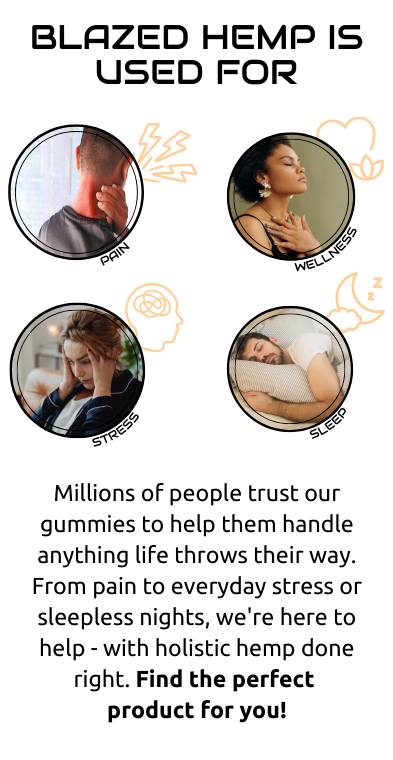 BLAZED HEMP IS
USED FOR
PAIN
WELLNESS
z
z
STRESS
SLEEP
Millions of people trust our
gummies to help them handle
anything life throws their way.
From pain to everyday stress or
sleepless nights, we're here to
help - with holistic hemp done
right. Find the perfect
product for you!